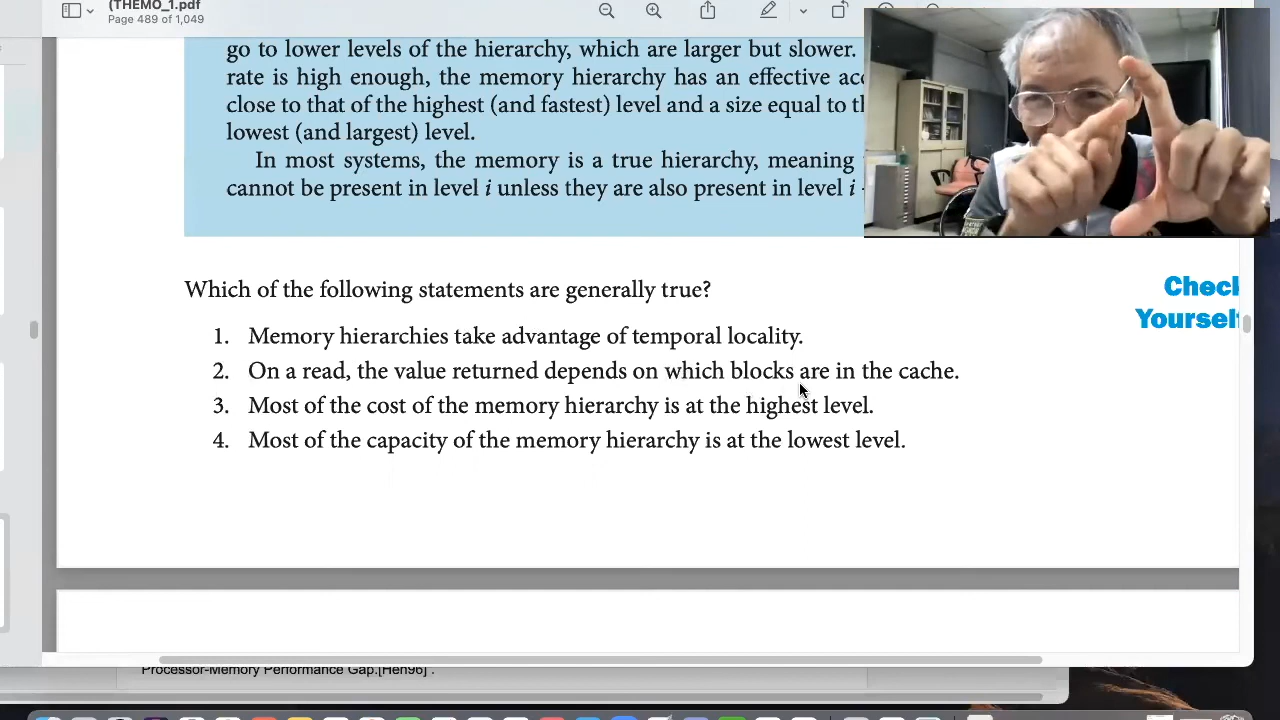 (THEMO_1.pdf
Page 489 of 1,049
go to lower levels of the hierarchy, which are larger but slower.
rate is high enough, the memory hierarchy has an effective acc
close to that of the highest (and fastest) level and a size equal to th
lowest (and largest) level.
In most systems, the memory is a true hierarchy, meaning
cannot be present in level i unless they are also present in level i
Which of the following statements are generally true?
Check
Yourself
1. Memory hierarchies take advantage of temporal locality.
2. On a read, the value returned depends on which blocks are in the cache.
3. Most of the cost of the memory hierarchy is at the highest level.
4. Most of the capacity of the memory hierarchy is at the lowest level.
Processor-Memory Performance Gap.[Hen96] .